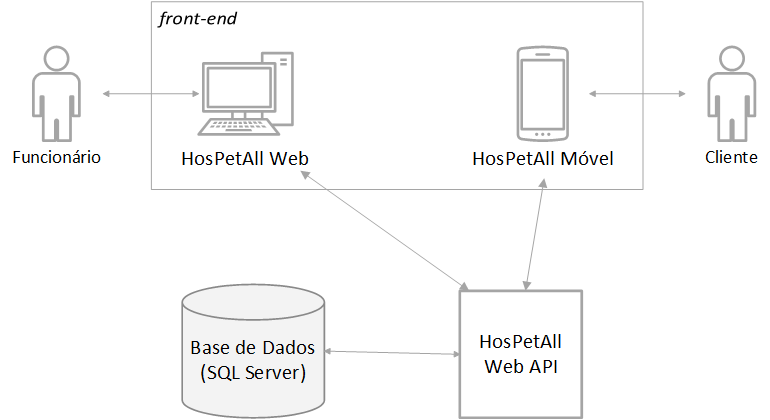 front-end
Funcionário
HosPetAll Web
HosPetAll Móvel
Cliente
Base de Dados
(SQL Server)
HosPetAll
Web API